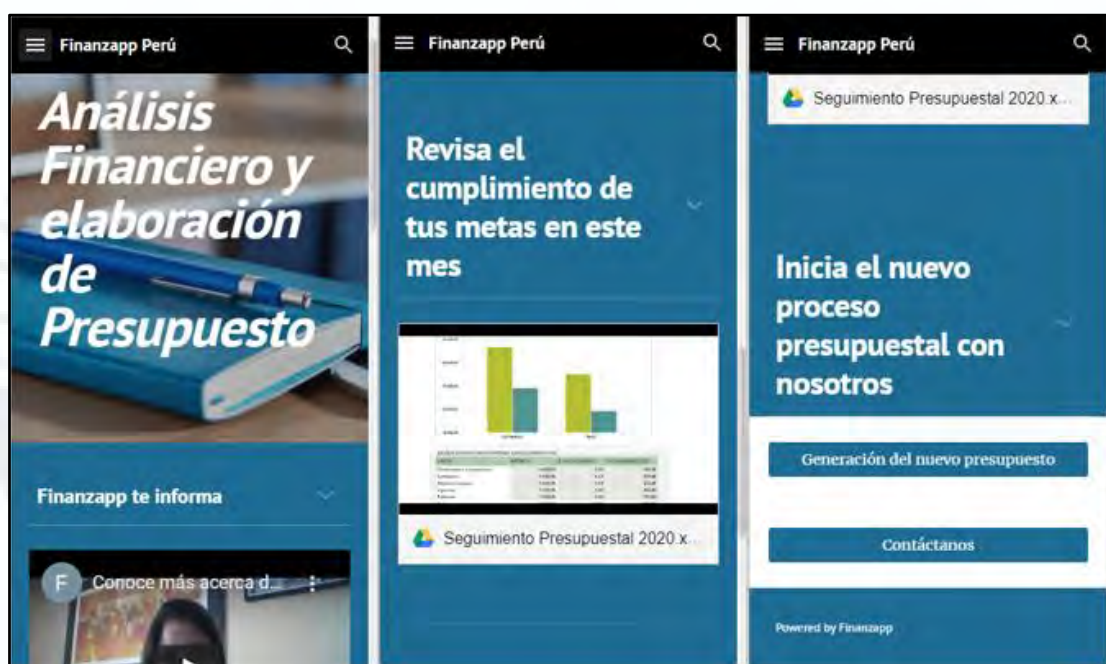 Finanzapp Perú
Análisis
Financiero y
elaboración
de
Presupuesto
Finanzapp te informa
F
Conoce más acerca d...
Finanzapp Perú
Revisa el
cumplimiento de
tus metas en este
mes
Seguimiento Presupuestal 2020.x...
Finanzapp Perú
Seguimiento Presupuestal 2020.x...
Inicia el nuevo
proceso
presupuestal con
nosotros
Generación del nuevo presupuesto
Contáctanos
Powered by Finanzapp